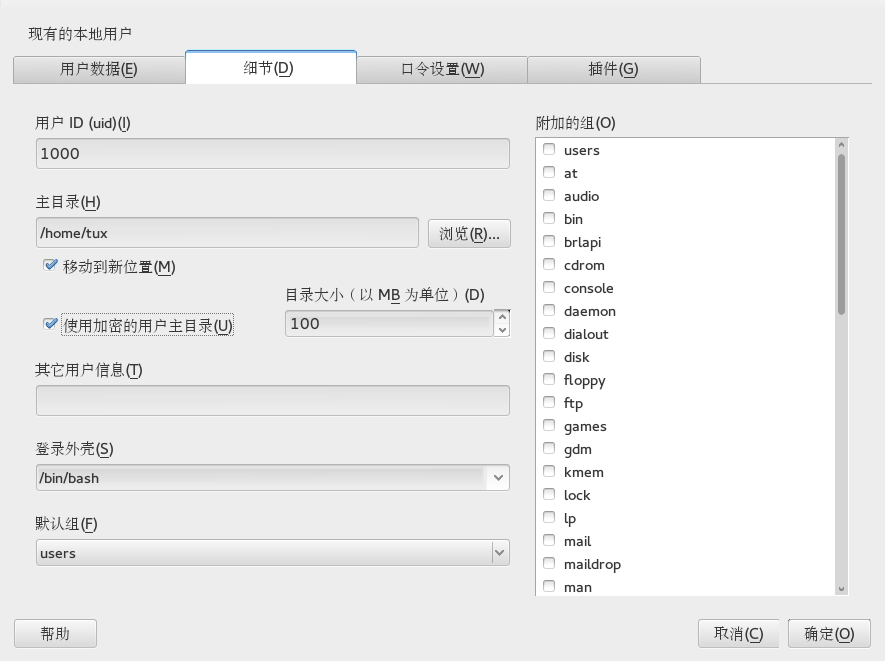 现有的本地用户
用户数据(E)
细节(D)
口令设置(W)
插件(G)
用户 ID (uid)(I)
1000
主目录(H)
/home/tux
浏览(R)...
移动到新位置(M)
目录大小（以 MB 为单位）(D)
使用加密的用户主目录(U)
100
其它用户信息(T)
登录外壳(S)
/bin/bash
默认组(F)
users
附加的组(O)
users
at
audio
bin
brlapi
cdrom
console
daemon
dialout
disk
floppy
ftp
games
gdm
kmem
lock
lp
mail
maildrop
man
帮助
取消(C)
确定(O)